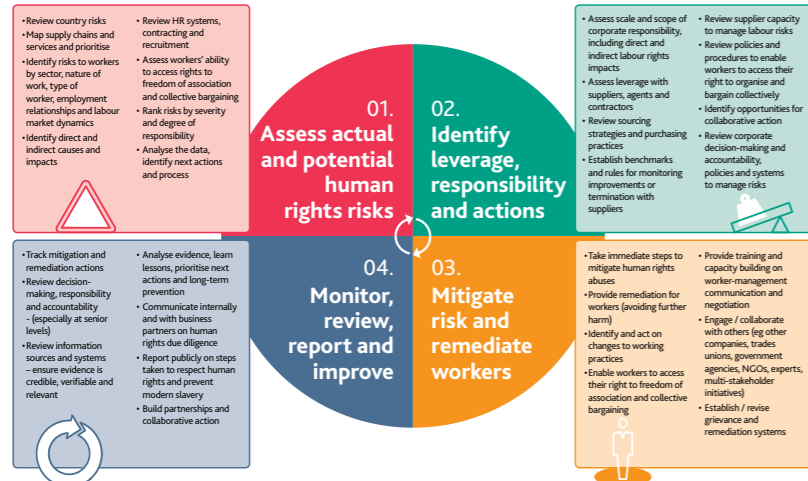 •Review country risks
•Map supply chains and
services and prioritise
•Identify risks to workers
by sector, nature of
work, type of
worker, employment
relationships and labour
market dynamics
•Identify direct and
indirect causes and
impacts
• Review HR systems,
contracting and
recruitment
• Assess workers' ability
to access rights to
freedom of association
and collective bargaining
• Rank risks by severity
and degree of
responsibility
• Analyse the data,
identify next actions
and process
01.
Assess actual
and potential
human
rights risks
02.
Identify
leverage,
responsibility
and actions
• Assess scale and scope of
corporate responsibility,
including direct and
indirect labour rights
impacts
• Assess leverage with
suppliers, agents and
contractors
• Review sourcing
strategies and purchasing
practices
• Establish benchmarks
and rules for monitoring
improvements or
termination with
suppliers
• Review supplier capacity
to manage labour risks
• Review policies and
procedures to enable
workers to access their
right to organise and
bargain collectively
• Identify opportunities for
collaborative action
• Review corporate
decision-making and
accountability,
policies and systems
to manage risks
•Track mitigation and
remediation actions
•Review decision-
making, responsibility
and accountability
- (especially at senior
levels)
•Review information
sources and systems
– ensure evidence is
credible, verifiable and
relevant
• Analyse evidence, learn
lessons, prioritise next
actions and long-term
prevention
• Communicate internally
and with business
partners on human
rights due diligence
• Report publicly on steps
taken to respect human
rights and prevent
modern slavery
• Build partnerships and
collaborative action
04.
Monitor,
review,
report and
improve
03.
Mitigate
risk and
remediate
workers
•Take immediate steps to
mitigate human rights
abuses
•Provide remediation for
workers (avoiding further
harm)
•Identify and act on
changes to working
practices
•Enable workers to access
their right to freedom of
association and collective
bargaining
• Provide training and
capacity building on
worker-management
communication and
negotiation
• Engage / collaborate
with others (eg other
companies, trades
unions, government
agencies, NGOs, experts,
multi-stakeholder
initiatives)
• Establish / revise
grievance and
remediation systems